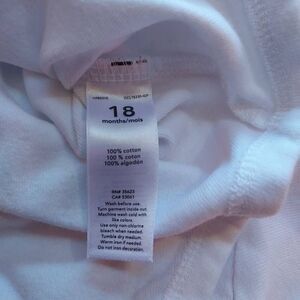 18
months/mois
100% cotton
100 % coton
100% algodón
RN# 35623
CA# 53061
Wash before use.
Turn garment inside out.
Machine wash cold with
like colors.
Use only non-chlorine
bleach when needed.
Tumble dry medium.
Warm iron if needed.
Do not iron decoration.